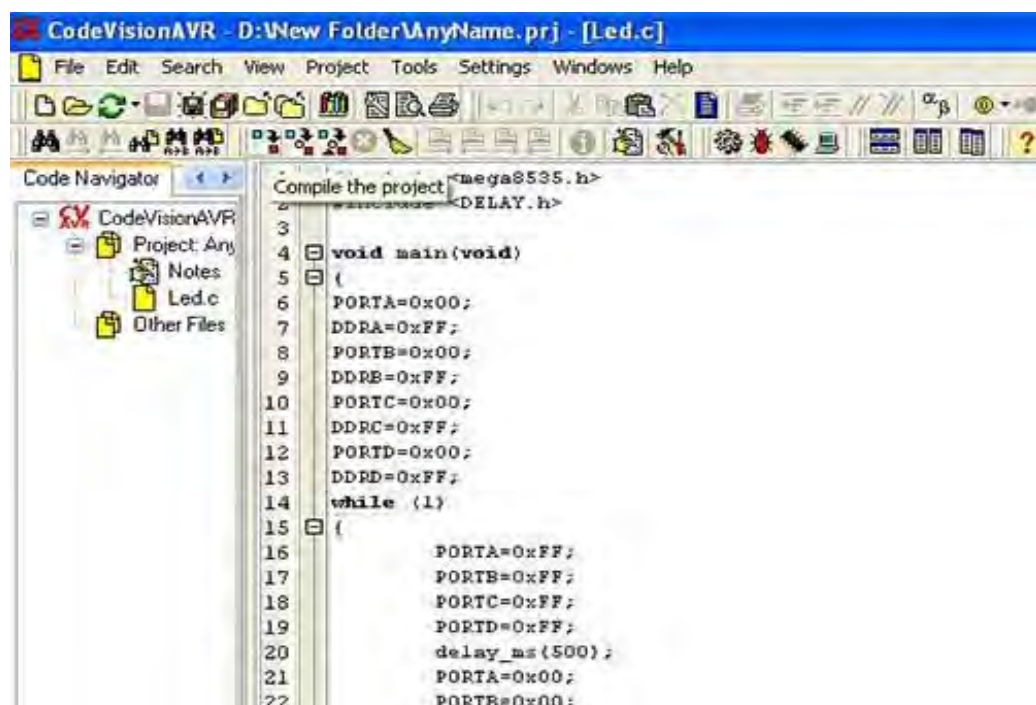 CodeVisionAVR - D:\New Folder\AnyName.prj - [Led.c]
File Edit Search View Project Tools Settings Windows Help
Code Navigator
Compile the project
<mega8535.h>
2 #include <DELAY.h>
3
4 void main(void)
5 {
6 PORTA=0x00;
7 DDRA=0xFF;
8 PORTB=0x00;
9 DDRB=0xFF;
10 PORTC=0x00;
11 DDRC=0xFF;
12 PORTD=0x00;
13 DDRD=0xFF;
14 while (1)
15 {
16 PORTA=0xFF;
17 PORTB=0xFF;
18 PORTC=0xFF;
19 PORTD=0xFF;
20 delay_ms(500);
21 PORTA=0x00;
22 PORTB=0x00;
CodeVisionAVR
Project: Any
Notes
Led.c
Other Files